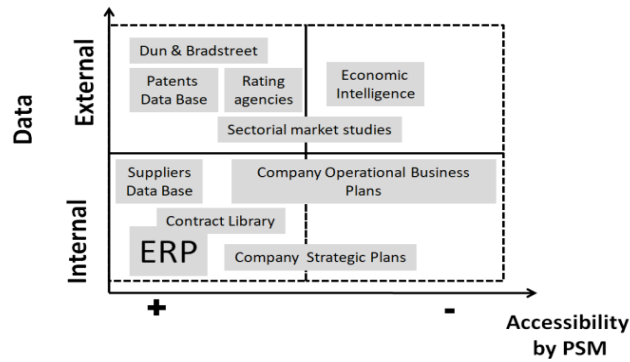 Data
External
Internal
Dun & Bradstreet
Patents
Data Base
Rating
agencies
Economic
Intelligence
Sectorial market studies
Suppliers
Data Base
Company Operational Business
Plans
Contract Library
ERP
Company Strategic Plans
+
-
Accessibility
by PSM